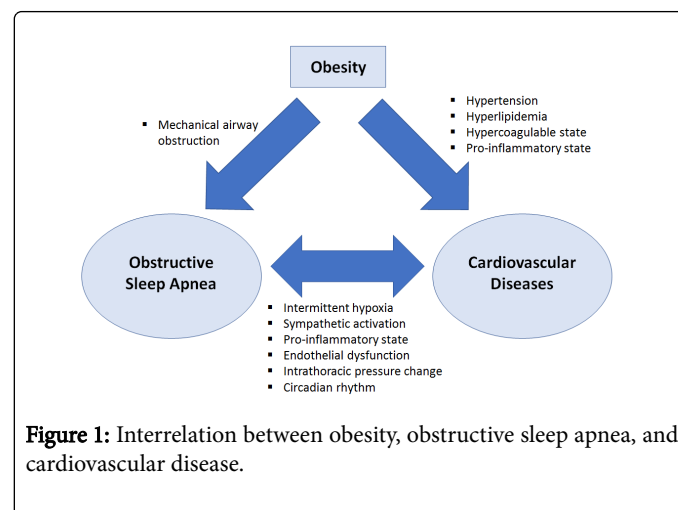 Obesity
▪ Mechanical airway
obstruction
▪ Hypertension
▪ Hyperlipidemia
▪ Hypercoagulable state
▪ Pro-inflammatory state
Obstructive
Sleep Apnea
Cardiovascular
Diseases
▪ Intermittent hypoxia
▪ Sympathetic activation
▪ Pro-inflammatory state
▪ Endothelial dysfunction
▪ Intrathoracic pressure change
▪ Circadian rhythm
Figure 1: Interrelation between obesity, obstructive sleep apnea, and
cardiovascular disease.